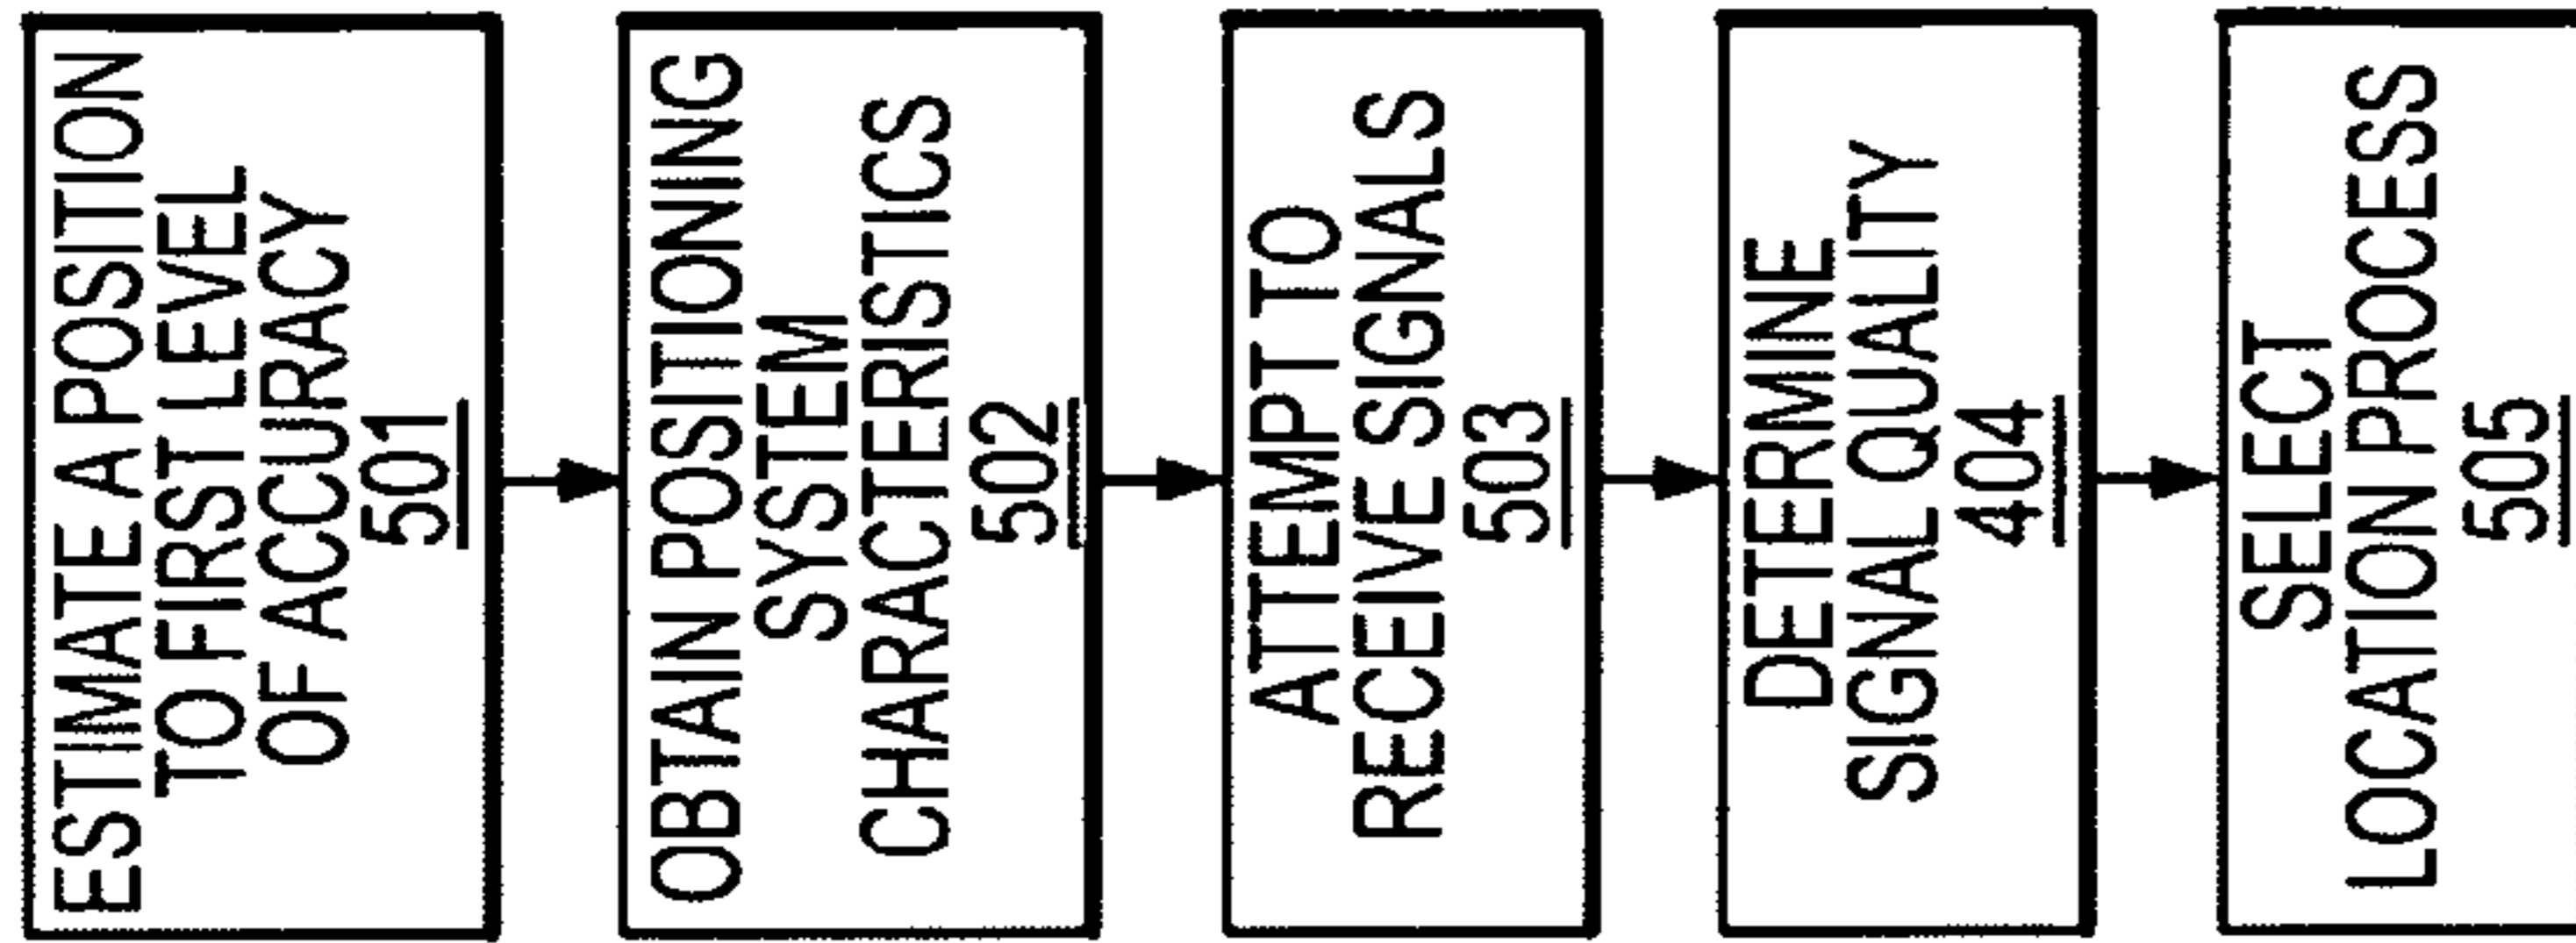 ESTIMATE A POSITION
TO FIRST LEVEL
OF ACCURACY
501
OBTAIN POSITIONING
SYSTEM
CHARACTERISTICS
502
ATTEMPT TO
RECEIVE SIGNALS
503
DETERMINE
SIGNAL QUALITY
404
SELECT
LOCATION PROCESS
505